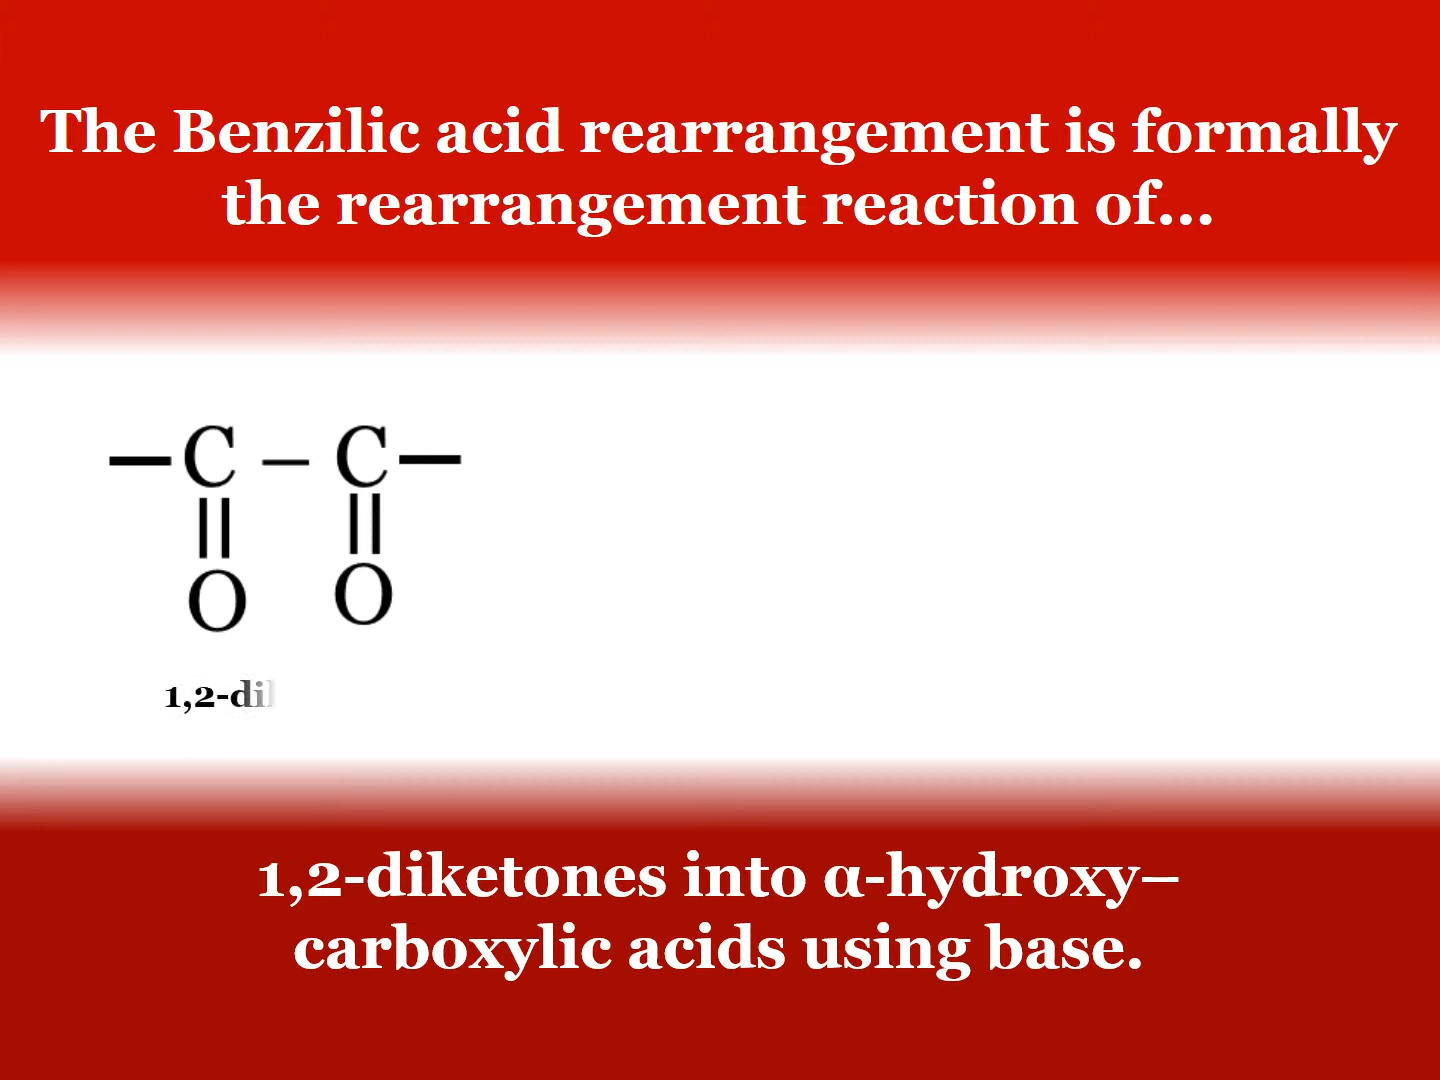 The Benzilic acid rearrangement is formally
the rearrangement reaction of...
C – C
O O
1,2-di
1,2-diketones into α-hydroxy–
carboxylic acids using base.